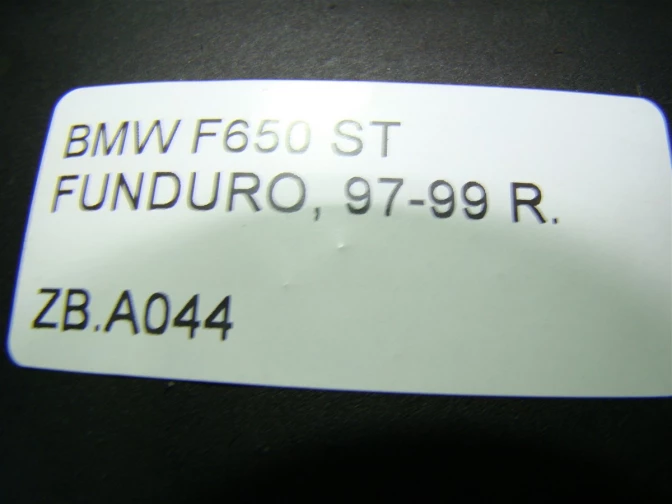 BMW F650 ST
FUNDURO, 97-99 R.
ZB.A044